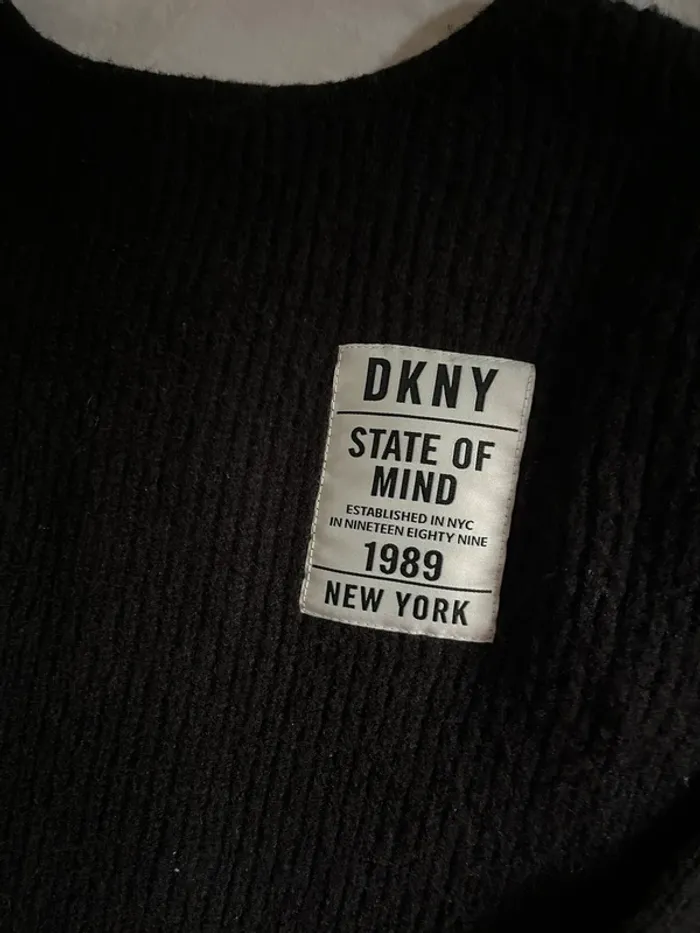 DKNY
STATE OF
MIND
ESTABLISHED IN NYC
IN NINETEEN EIGHTY NINE
1989
NEW YORK